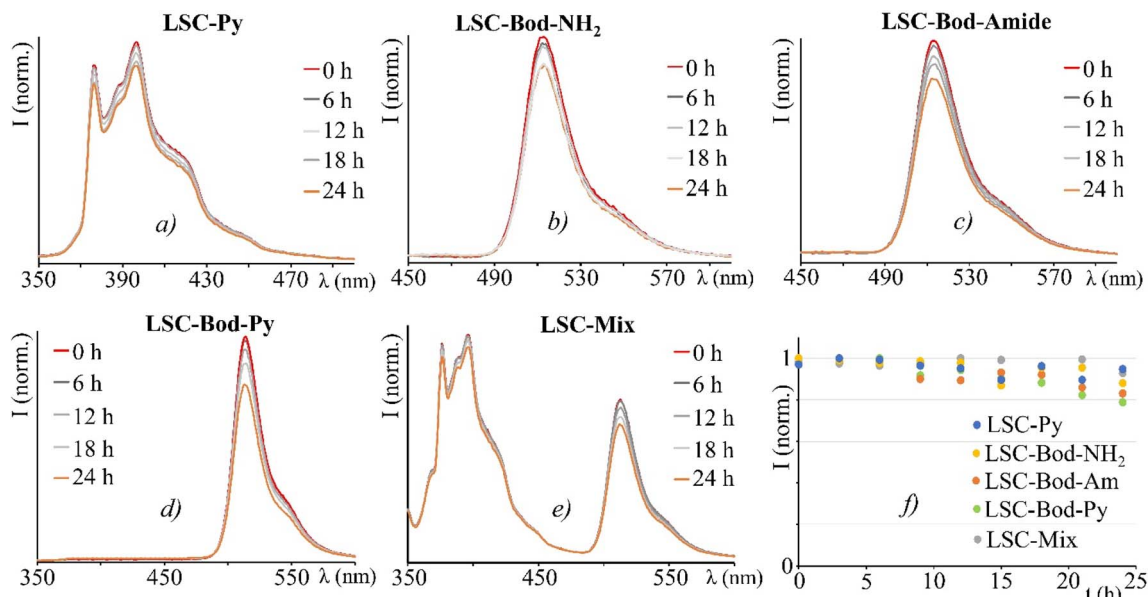 LSC-Py
I (norm.)
0 h
6 h
12 h
18 h
24 h
a)
350 390 430 470
λ (nm)
LSC-Bod-NH₂
I (norm.)
0 h
6 h
12 h
18 h
24 h
b)
450 490 530 570
λ (nm)
LSC-Bod-Amide
I (norm.)
0 h
6 h
12 h
18 h
24 h
c)
450 490 530 570
λ (nm)
LSC-Bod-Py
I (norm.)
0 h
6 h
12 h
18 h
24 h
d)
350 450 550
λ (nm)
LSC-Mix
I (norm.)
0 h
6 h
12 h
18 h
24 h
e)
350 450 550
λ (nm)
1
I (norm.)
LSC-Py
LSC-Bod-NH₂
LSC-Bod-Am
LSC-Bod-Py
LSC-Mix
f)
0
0 5 10 15 20 25
t (h)